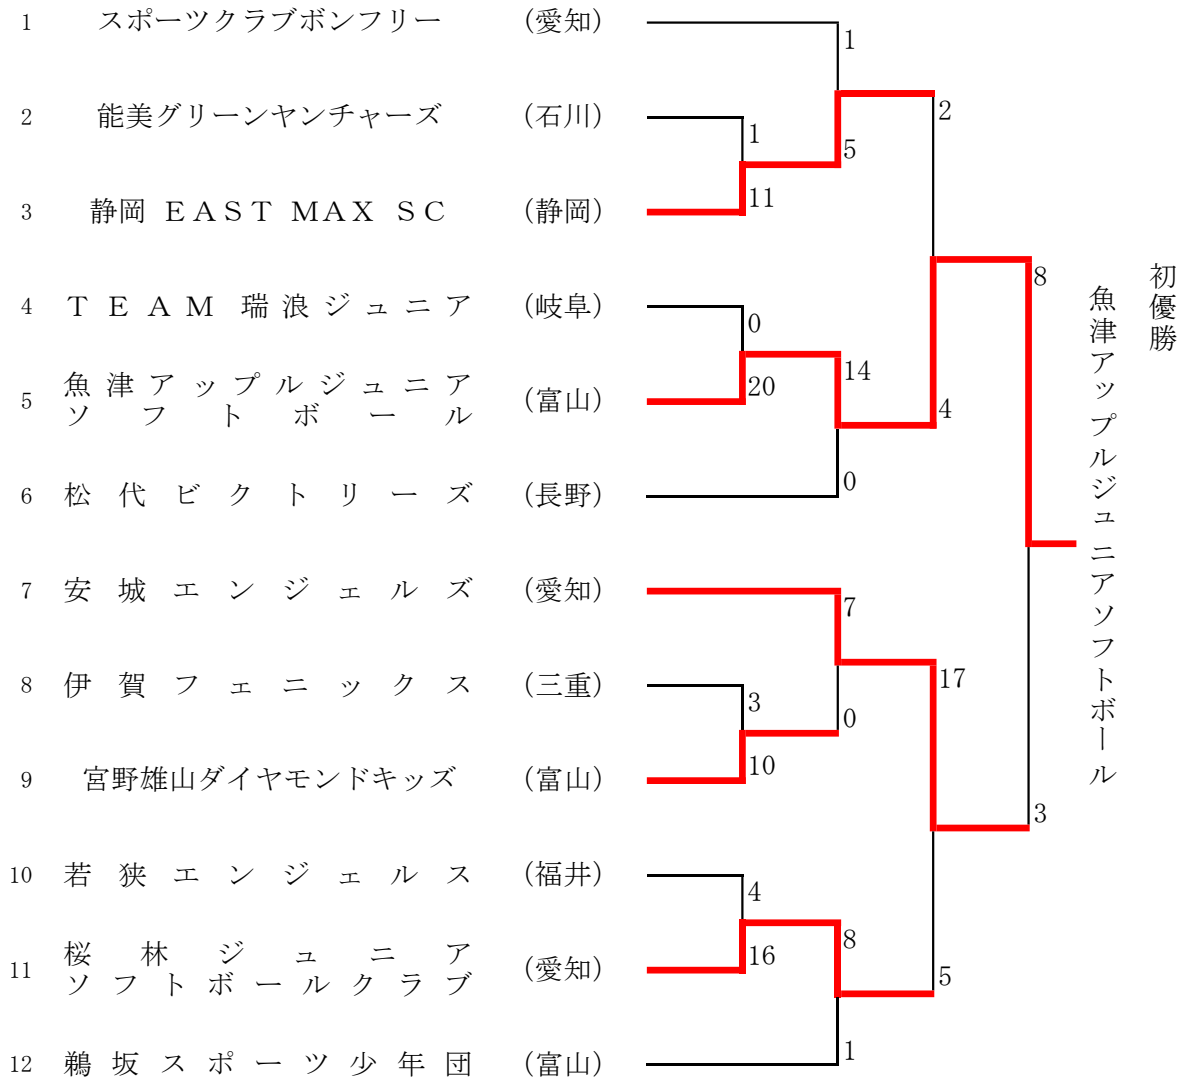 1 スポーツクラブボンフリー (愛知)
1
2 能美グリーンヤンチャーズ (石川)
2
1
5
3 静岡 EAST MAX SC (静岡)
11
8
4 TEAM 瑞浪ジュニア (岐阜)
0
5 魚津アップルジュニア
ソフトボール (富山)
14
20
4
6 松代ビクトリーズ (長野)
0
7 安城エンジェルズ (愛知)
7
8 伊賀フェニックス (三重)
17
3
0
9 宮野雄山ダイヤモンドキッズ (富山)
10
3
10 若狭エンジェルス (福井)
4
11 桜林ジュニア
ソフトボールクラブ (愛知)
8
16
5
12 鵜坂スポーツ少年団 (富山)
1
初優勝
魚津アップルジュニアソフトボール